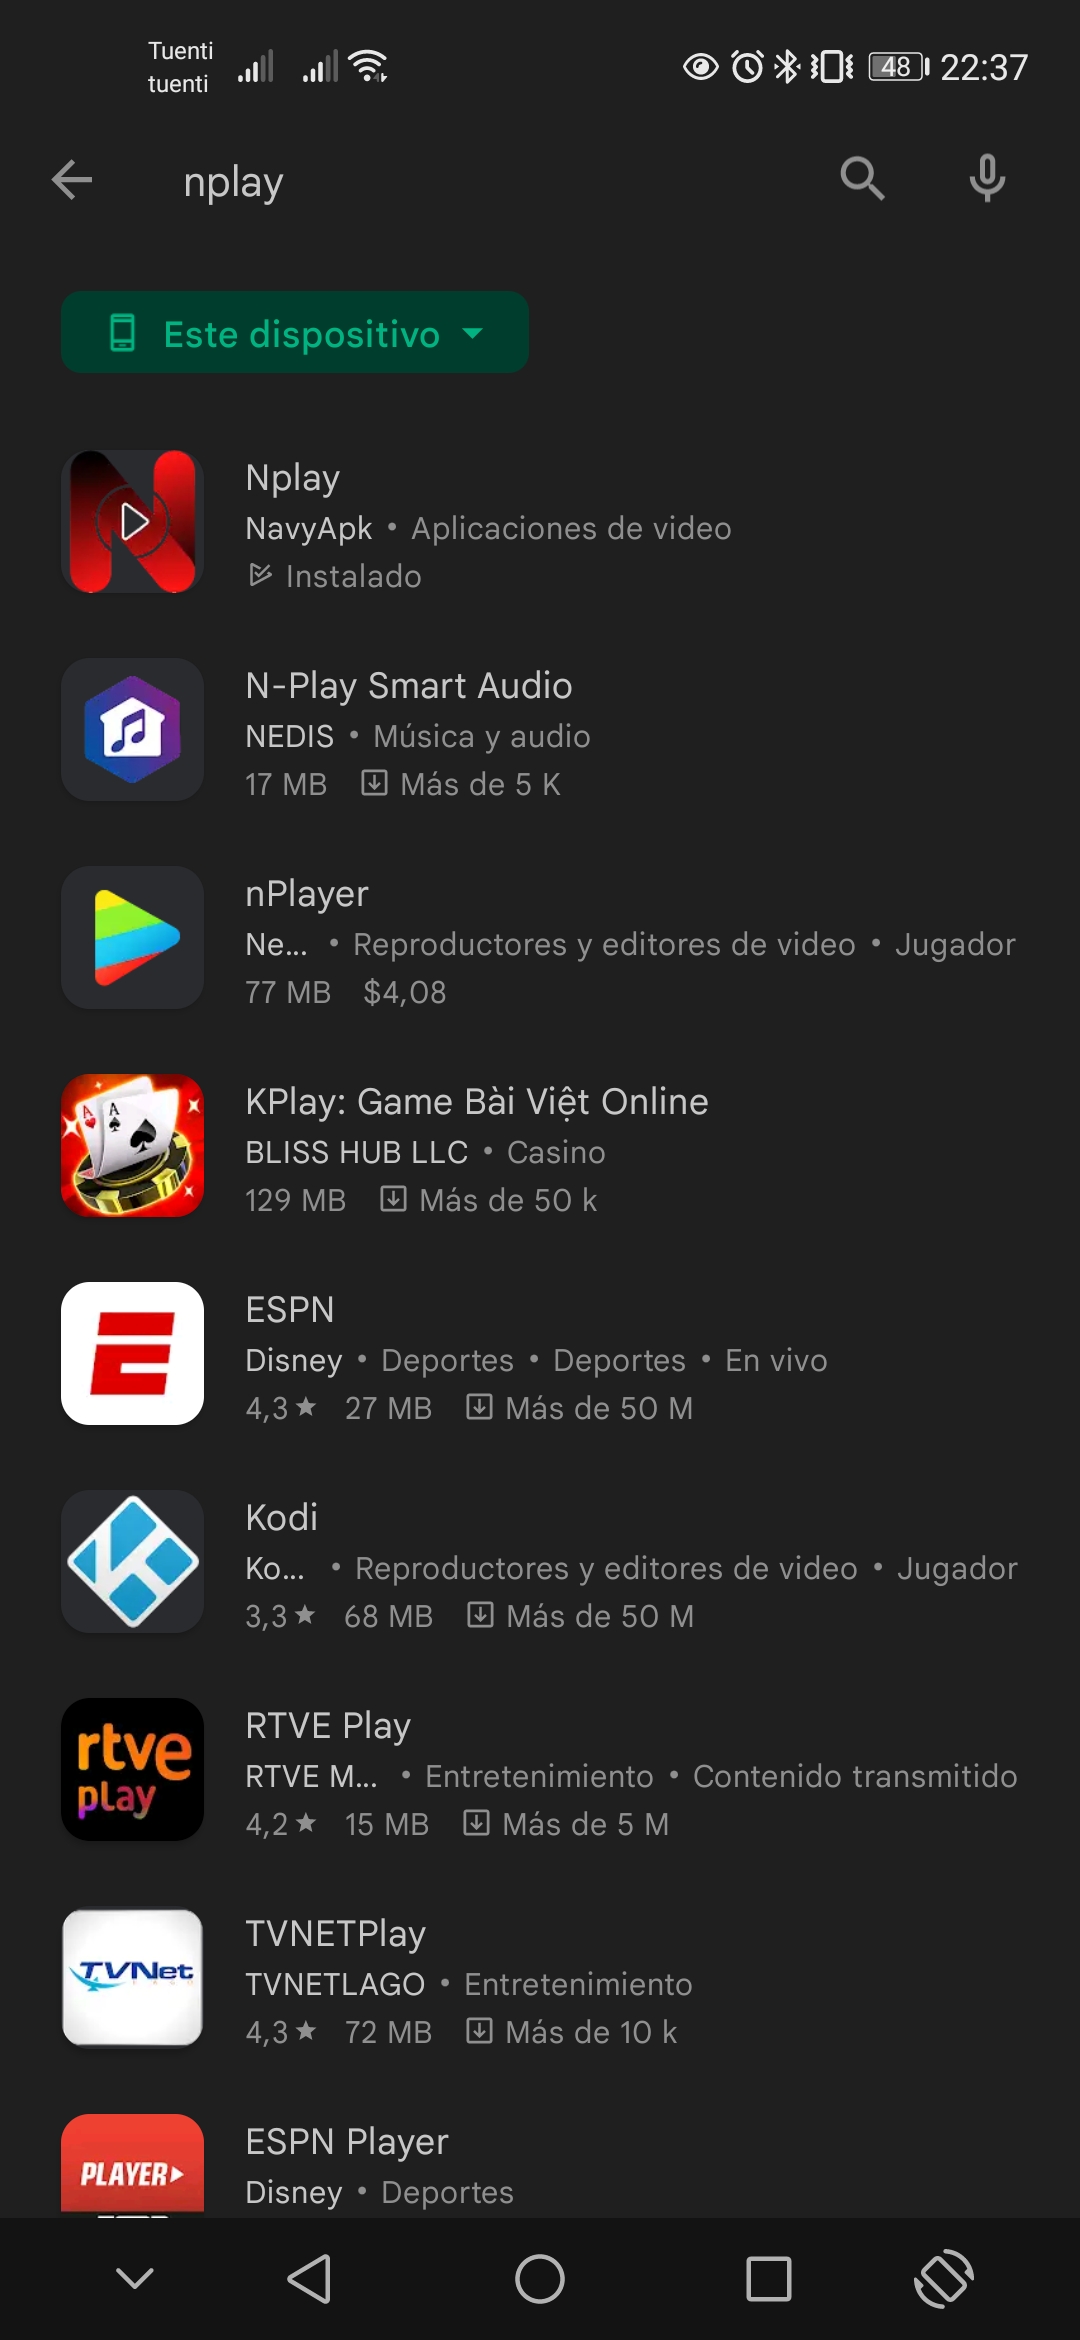 Tuenti
tuenti
48 22:37
nplay
Este dispositivo
Nplay
NavyApk • Aplicaciones de video
Instalado
N-Play Smart Audio
NEDIS • Música y audio
17 MB Más de 5 K
nPlayer
Ne... • Reproductores y editores de video • Jugador
77 MB $4,08
KPlay: Game Bài Việt Online
BLISS HUB LLC • Casino
129 MB Más de 50 k
ESPN
Disney • Deportes • Deportes • En vivo
4,3★ 27 MB Más de 50 M
Kodi
Ko... • Reproductores y editores de video • Jugador
3,3★ 68 MB Más de 50 M
rtve
play
RTVE Play
RTVE M... • Entretenimiento • Contenido transmitido
4,2★ 15 MB Más de 5 M
TVNet
TVNETPlay
TVNETLAGO • Entretenimiento
4,3★ 72 MB Más de 10 k
PLAYER
ESPN Player
Disney • Deportes